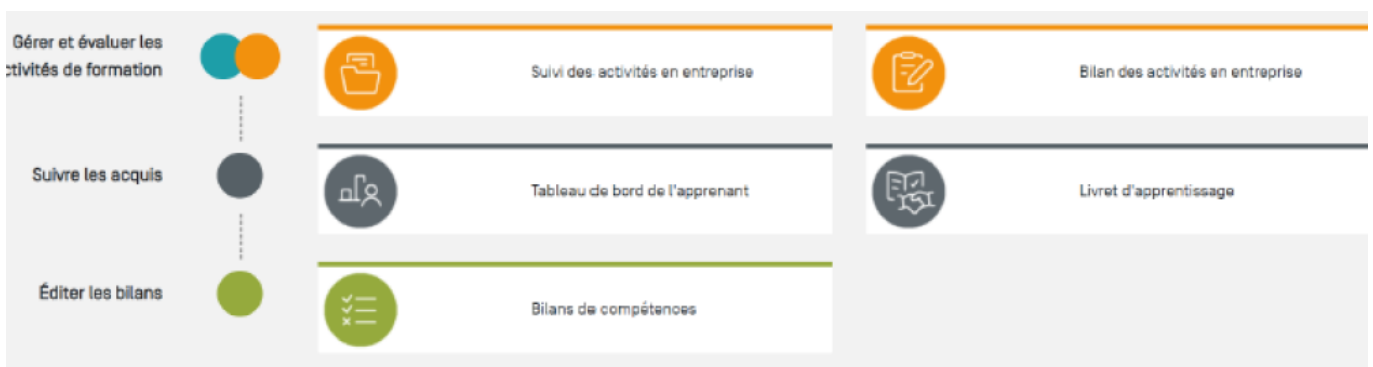 Gérer et évaluer les
ctivités de formation
Suivi des activités en entreprise
Bilan des activités en entreprise
Suivre les acquis
Tableau de bord de l'apprenant
Livret d'apprentissage
Éditer les bilans
Bilans de compétences